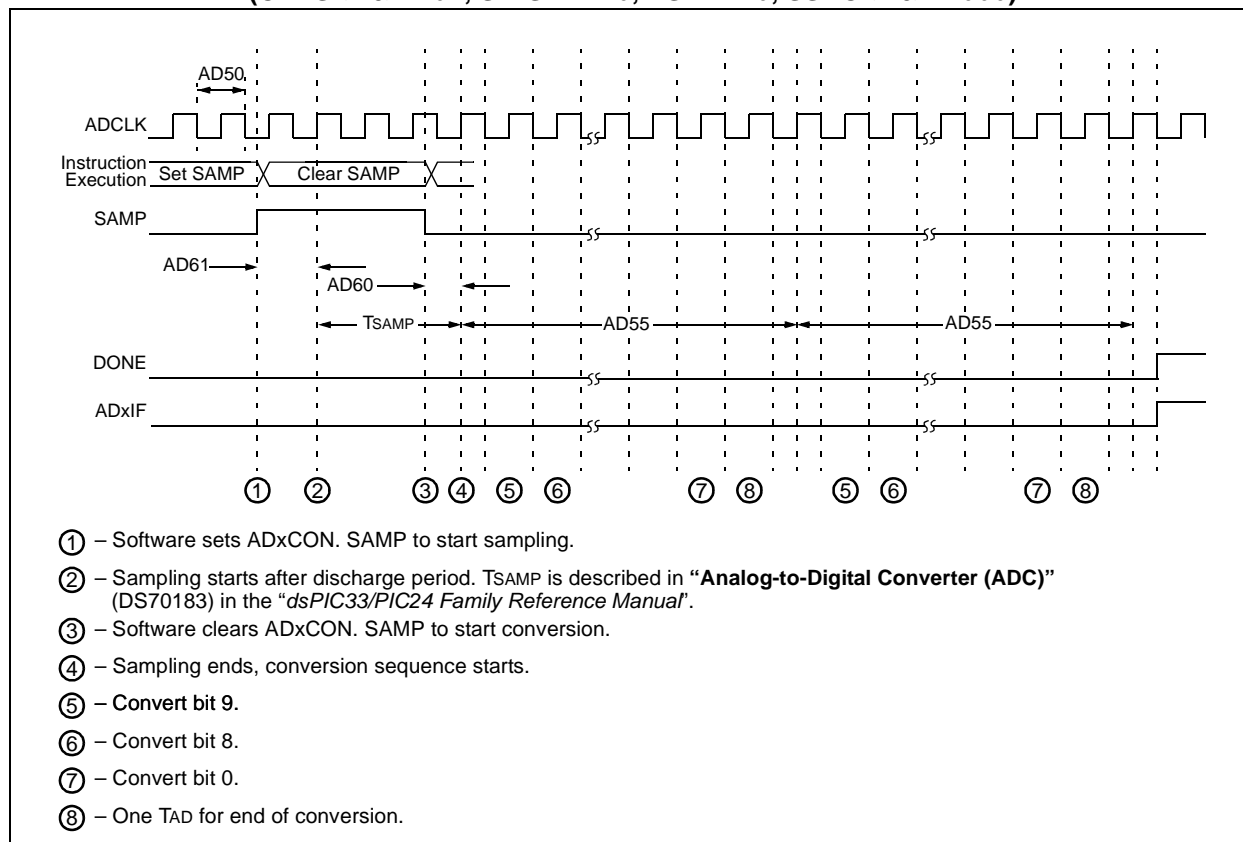 AD50
ADCLK
Instruction
Execution
Set SAMP
Clear SAMP
SAMP
AD61
AD60
TSAMP
AD55
AD55
DONE
ADxIF
1 2 3 4 5 6 7 8 5 6 7 8
1 – Software sets ADxCON. SAMP to start sampling.
2 – Sampling starts after discharge period. TSAMP is described in “Analog-to-Digital Converter (ADC)”
(DS70183) in the “dsPIC33/PIC24 Family Reference Manual”.
3 – Software clears ADxCON. SAMP to start conversion.
4 – Sampling ends, conversion sequence starts.
5 – Convert bit 9.
6 – Convert bit 8.
7 – Convert bit 0.
8 – One TAD for end of conversion.